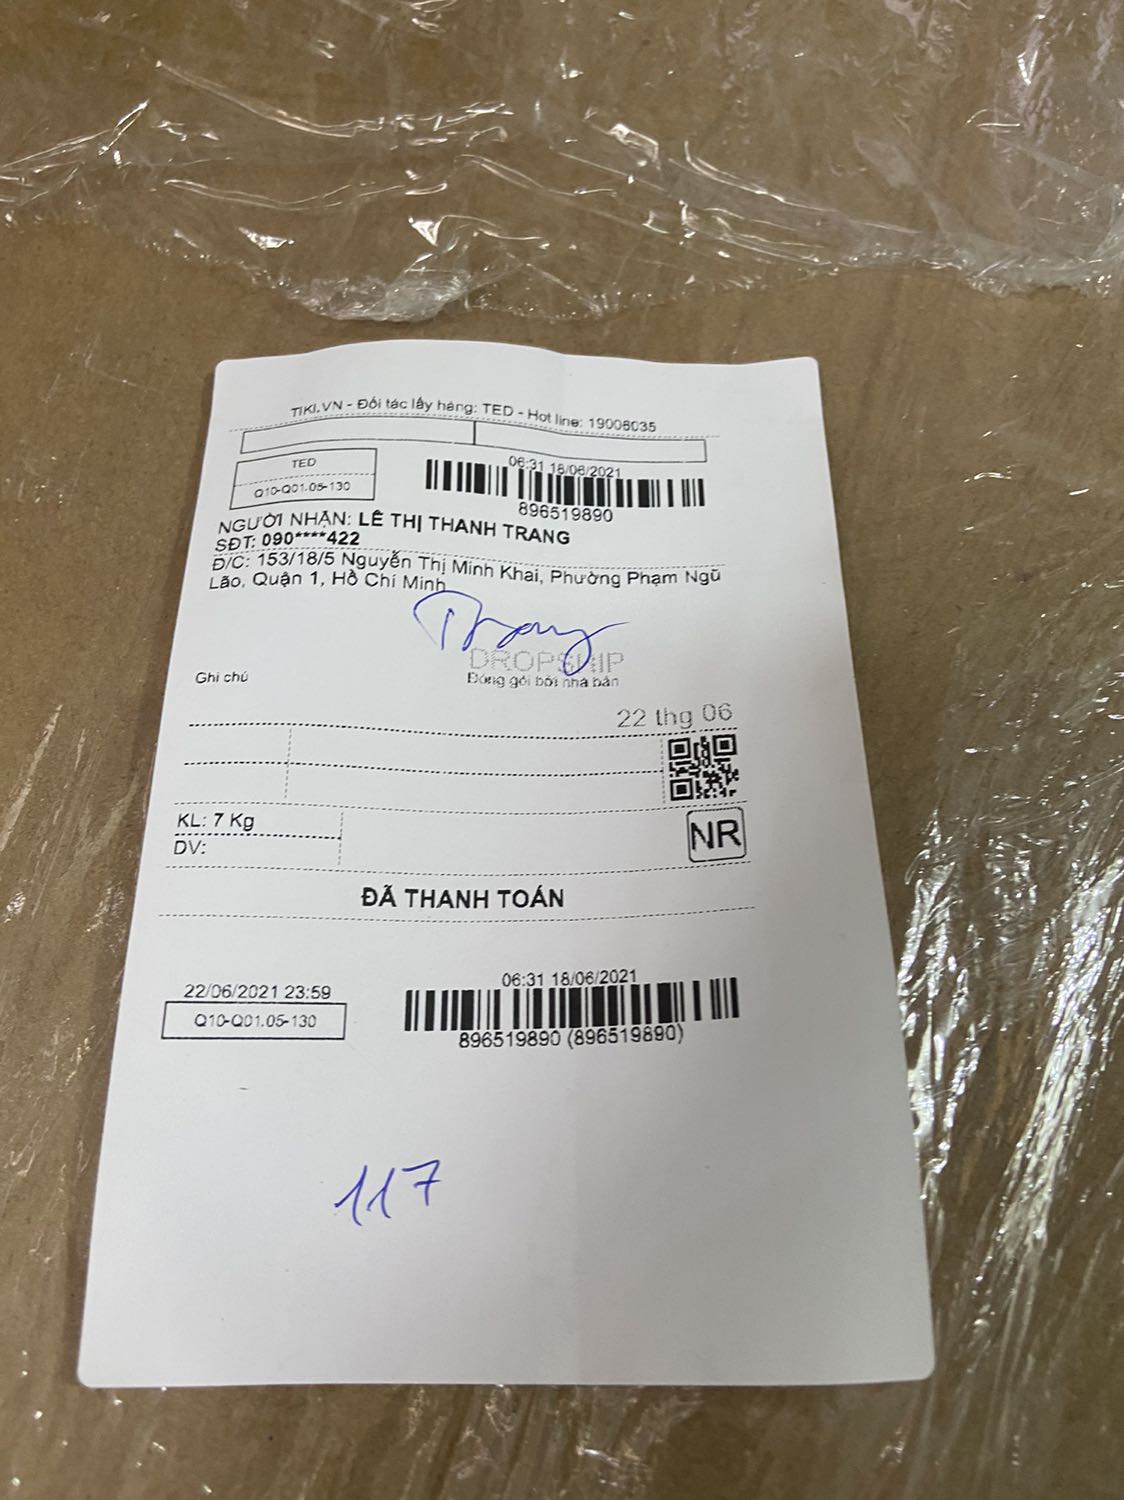 TIKI.VN - Đối tác lấy hàng: TED - Hot line: 19008035
TED
Q10-Q01.05-130
06:31 18/06/2021
896519890
NGƯỜI NHẬN: LÊ THỊ THANH TRANG
SĐT: 090****422
Đ/C: 153/18/5 Nguyễn Thị Minh Khai, Phường Phạm Ngũ
Lão, Quận 1, Hồ Chí Minh
Trang
DROPSHIP
Đóng gói bởi nhà bán
Ghi chú
22 thg 06
KL: 7 Kg
DV:
NR
ĐÃ THANH TOÁN
22/06/2021 23:59
Q10-Q01.05-130
06:31 18/06/2021
896519890 (896519890)
117